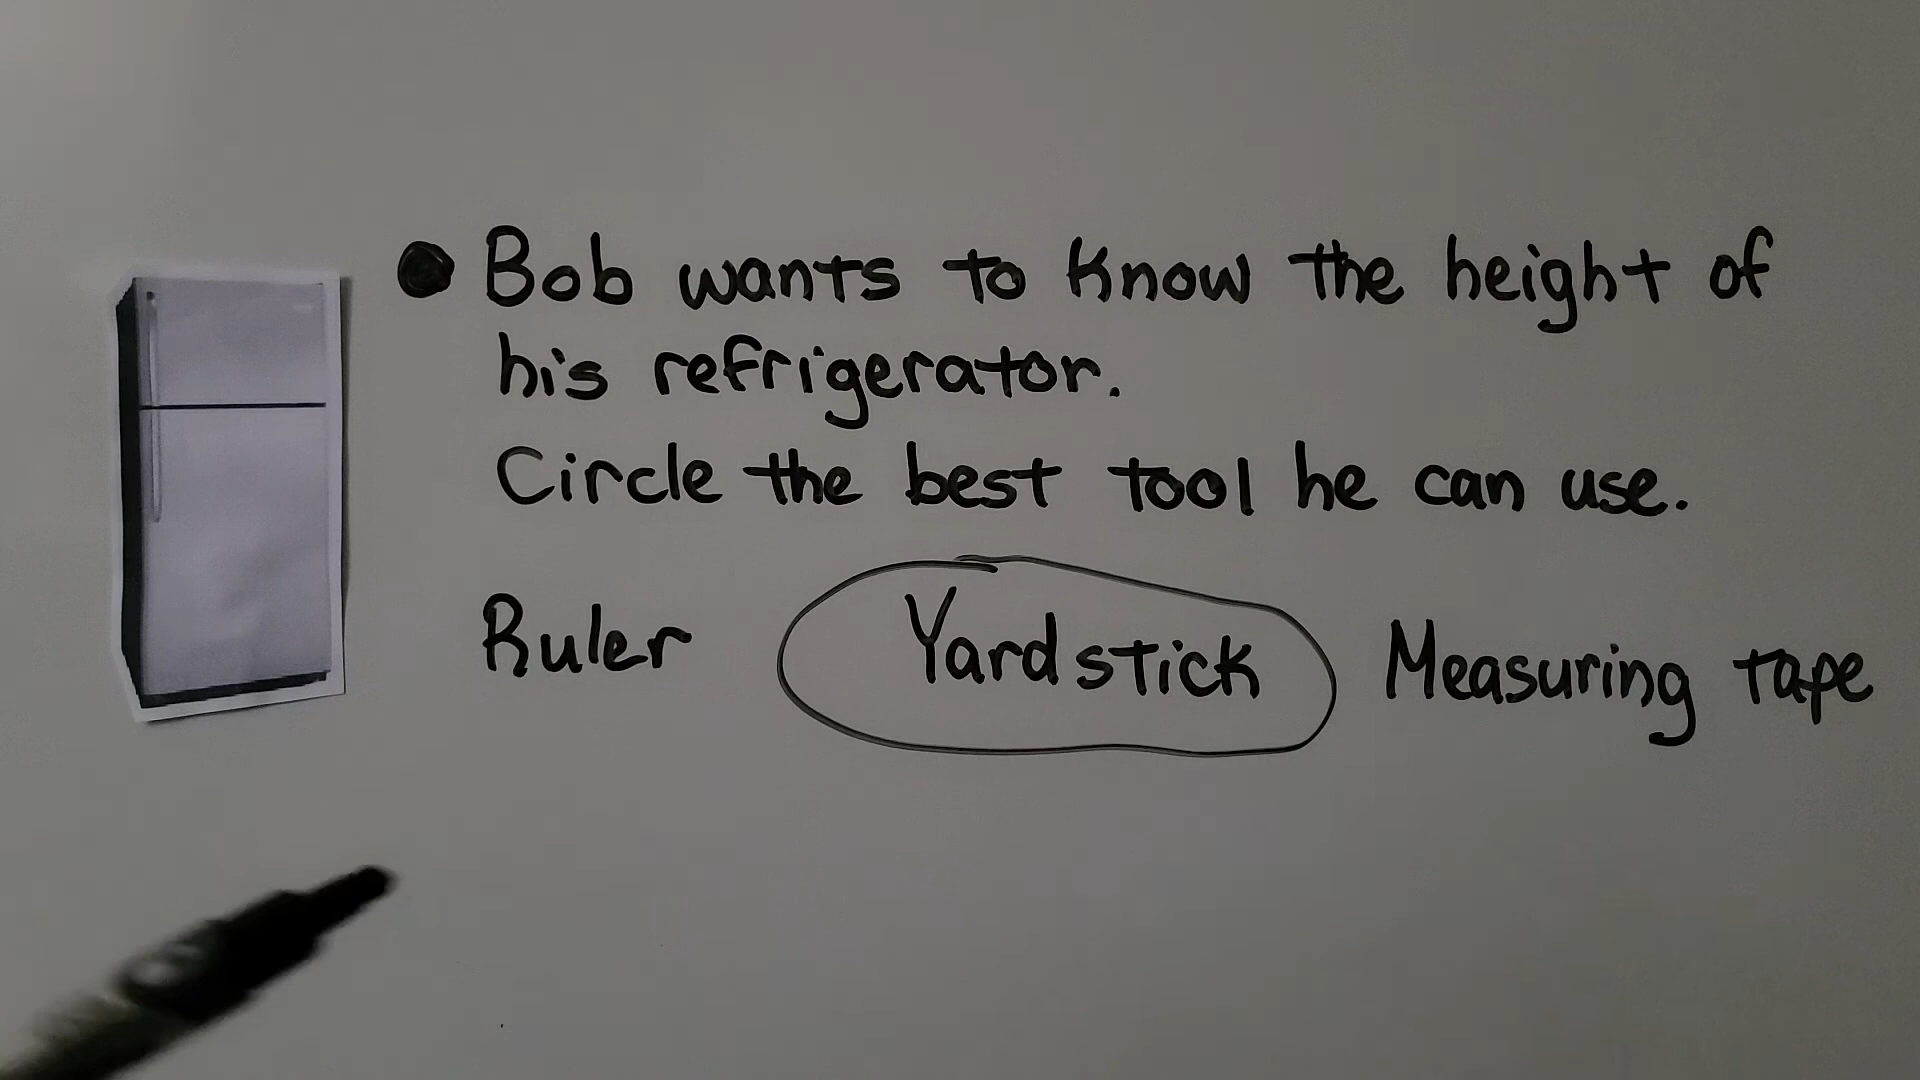 Bob wants to know the height of
his refrigerator.
Circle the best tool he can use.
Ruler Yardstick Measuring tape